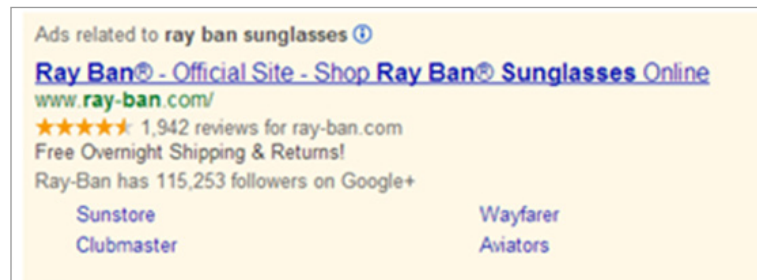 Ads related to ray ban sunglasses
Ray Ban® - Official Site - Shop Ray Ban® Sunglasses Online
www.ray-ban.com/
1,942 reviews for ray-ban.com
Free Overnight Shipping & Returns!
Ray-Ban has 115,253 followers on Google+
Sunstore Wayfarer
Clubmaster Aviators